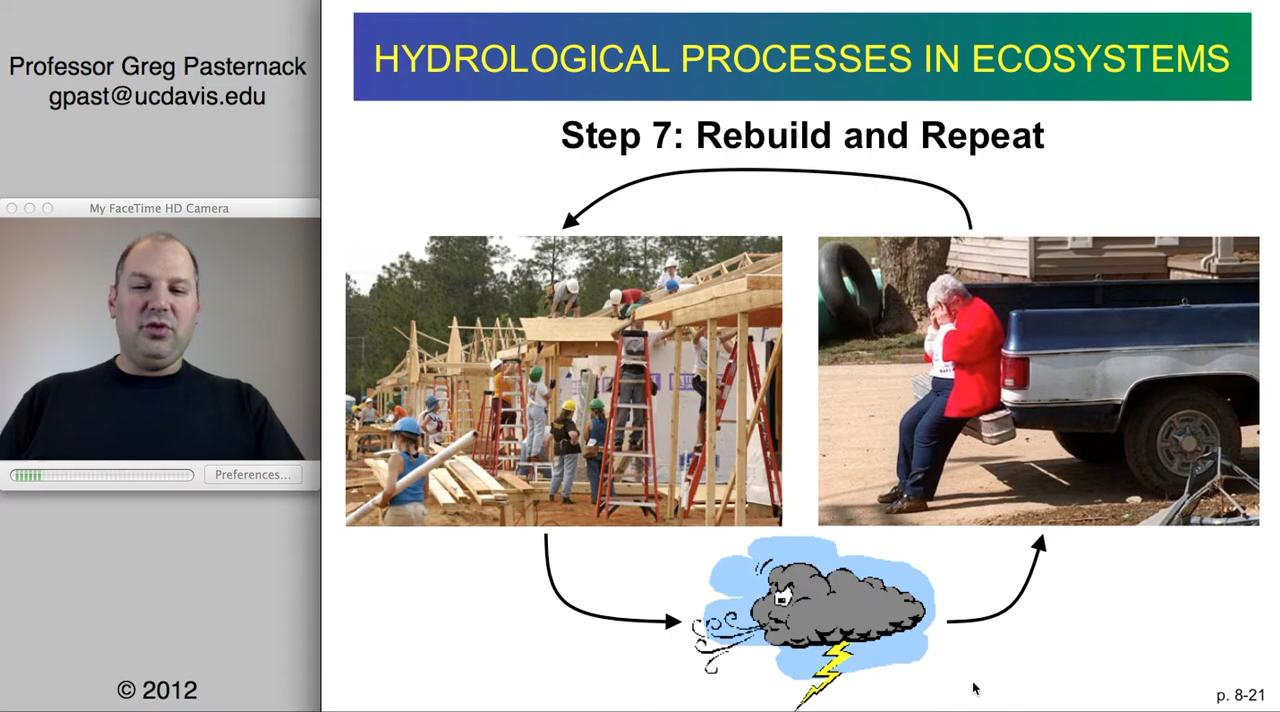 Professor Greg Pasternack
gpast@ucdavis.edu
My FaceTime HD Camera
Preferences...
© 2012
HYDROLOGICAL PROCESSES IN ECOSYSTEMS
Step 7: Rebuild and Repeat
p. 8-21